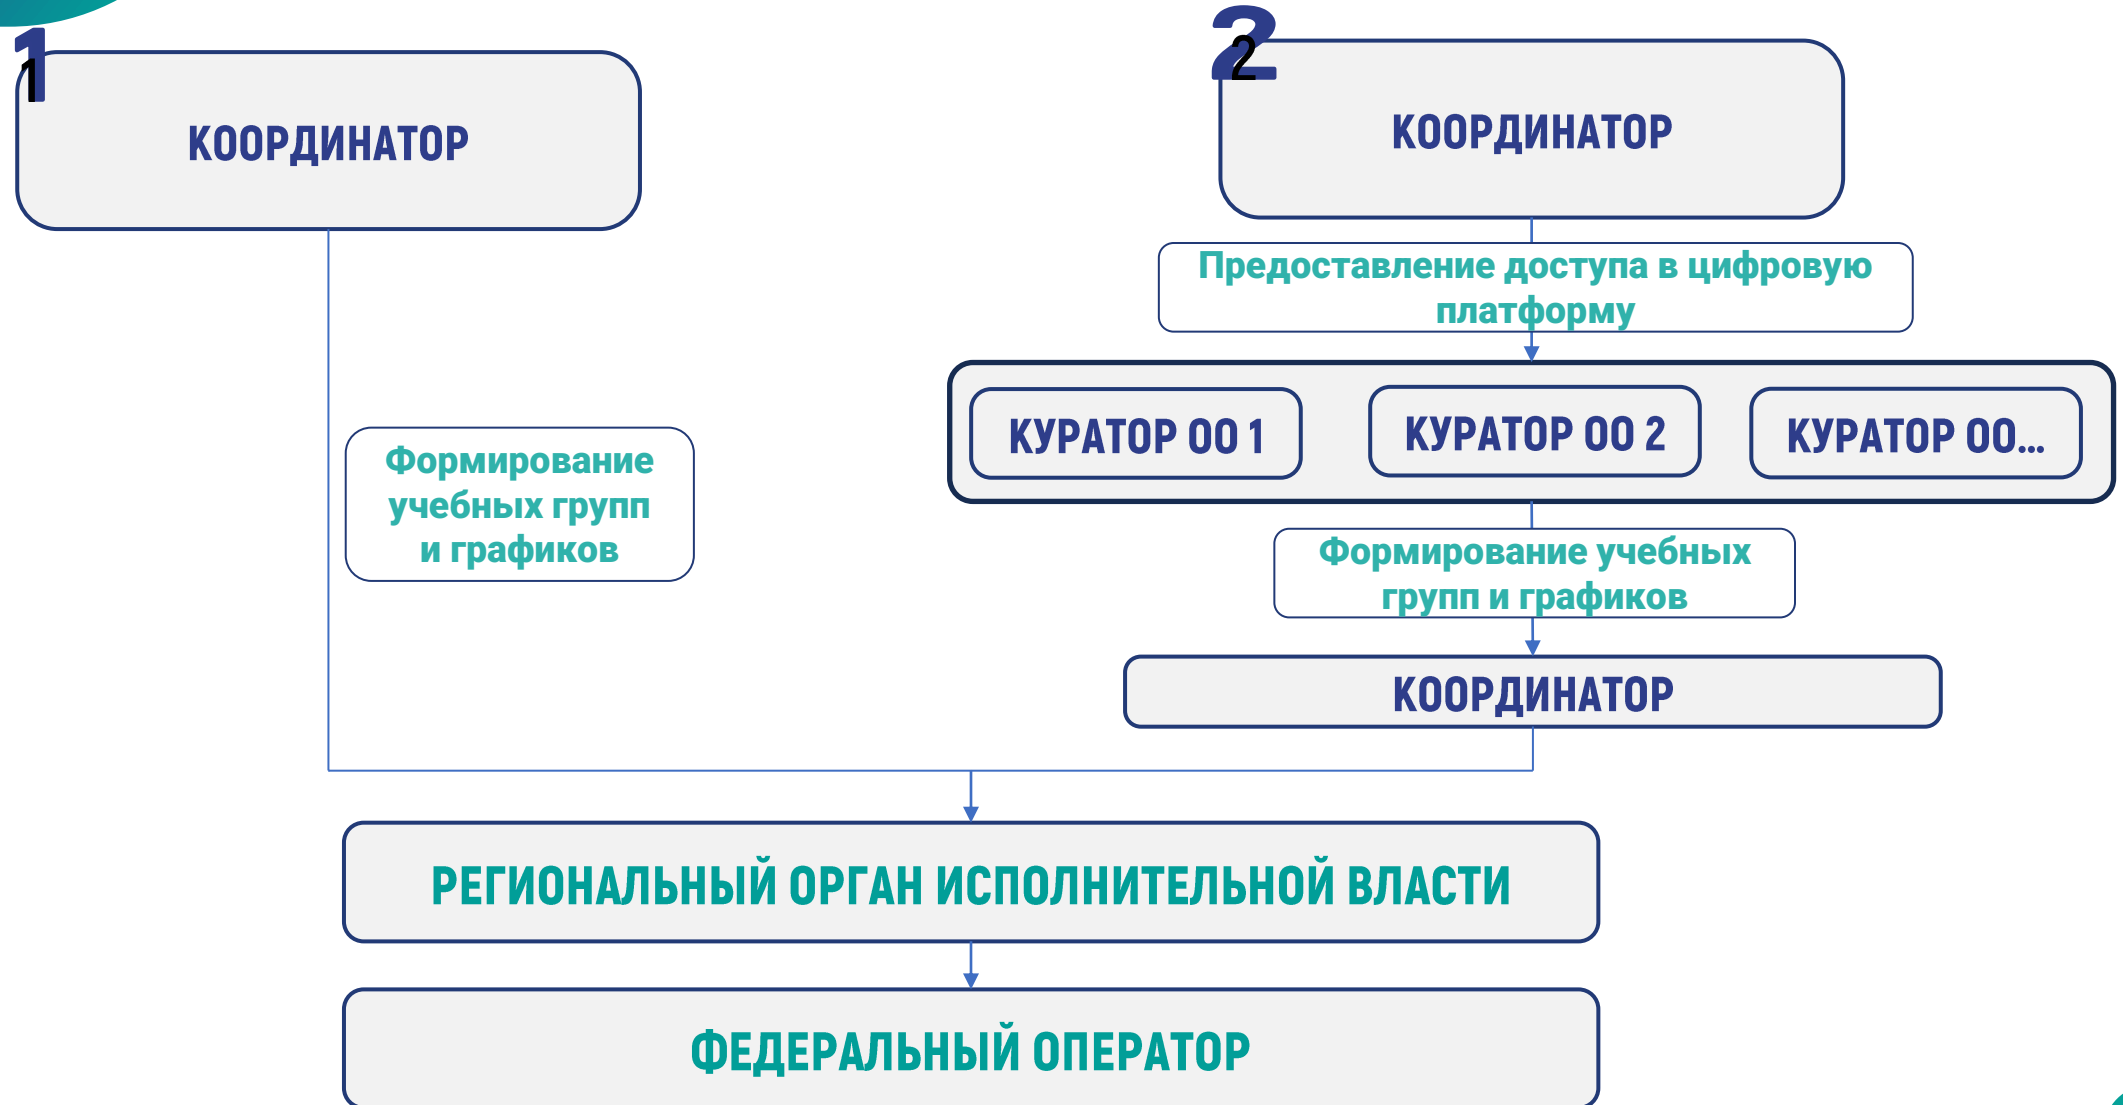 1
1
КООРДИНАТОР
Формирование
учебных групп
и графиков
2
2
КООРДИНАТОР
Предоставление доступа в цифровую
платформу
КУРАТОР ОО 1
КУРАТОР ОО 2
КУРАТОР ОО...
Формирование учебных
групп и графиков
КООРДИНАТОР
РЕГИОНАЛЬНЫЙ ОРГАН ИСПОЛНИТЕЛЬНОЙ ВЛАСТИ
ФЕДЕРАЛЬНЫЙ ОПЕРАТОР